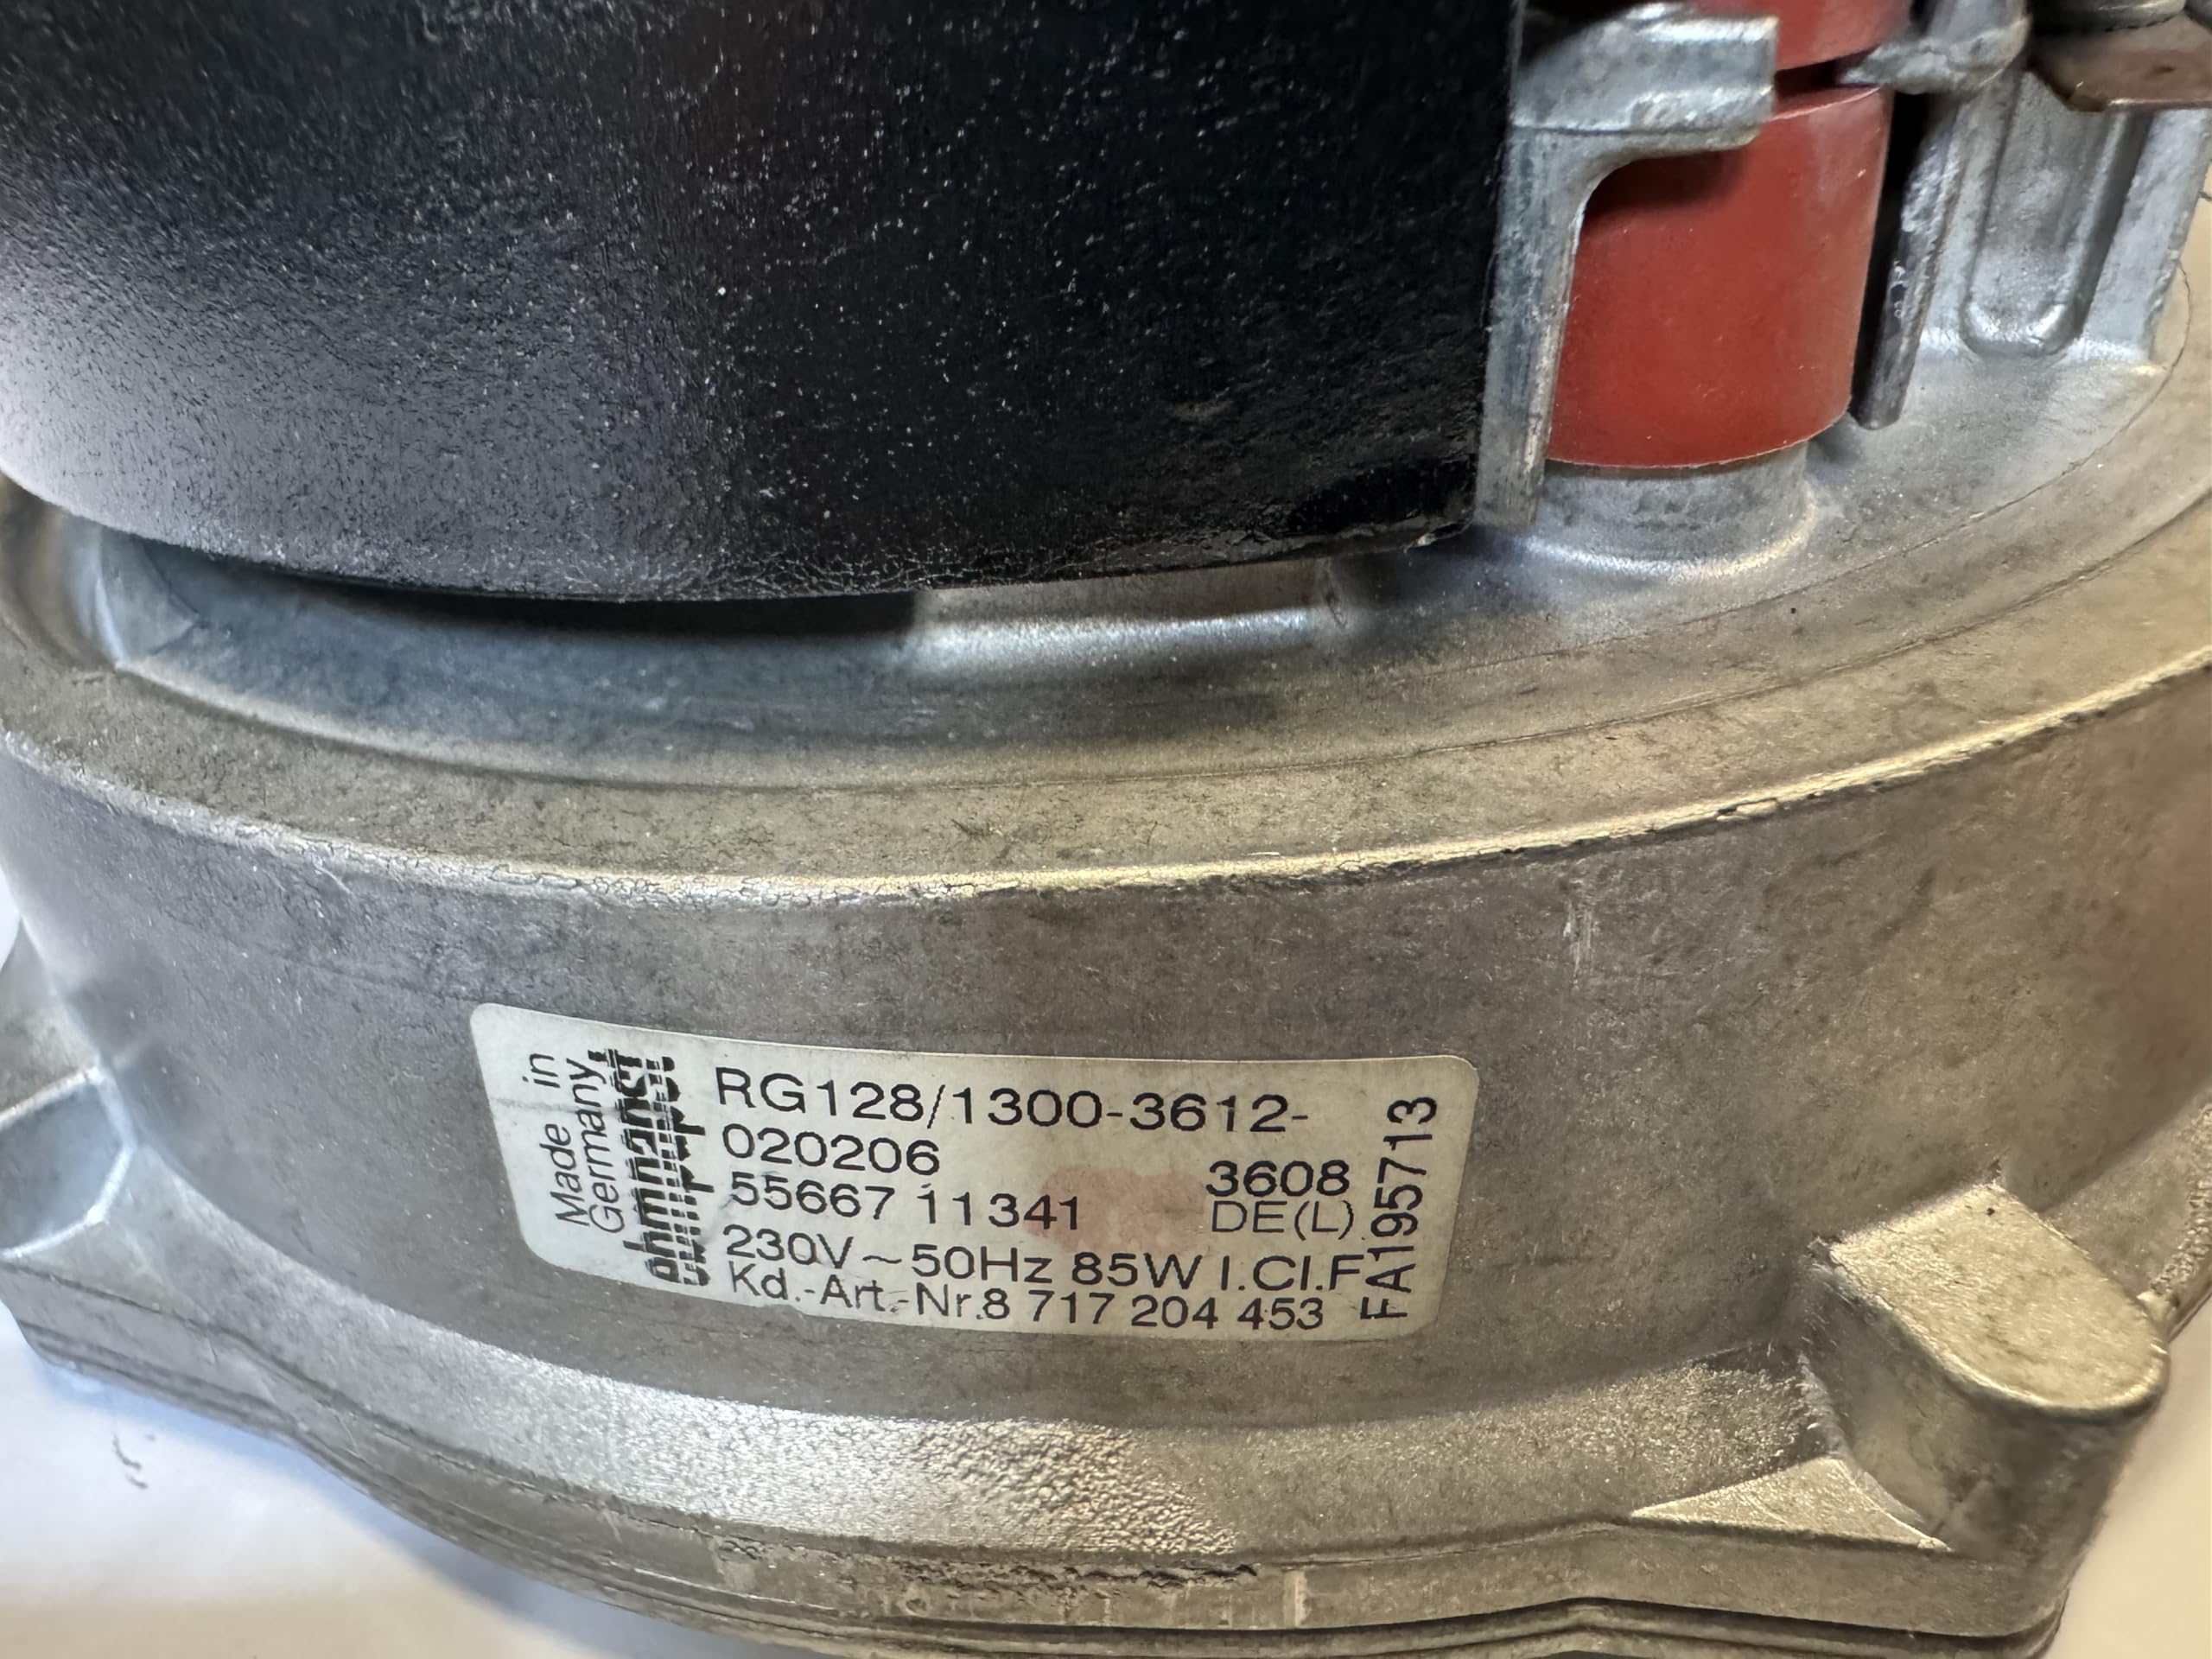 Made in
Germany
ebmpapst
RG128/1300-3612-
020206
55667 11341
3608
DE(L)
230V~50Hz 85W I.Cl.F
Kd.-Art.-Nr.8 717 204 453
FA195713